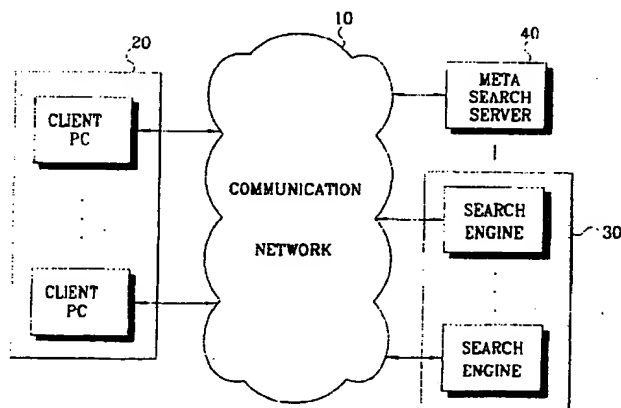 10
20
40
CLIENT
PC
META
SEARCH
SERVER
COMMUNICATION
NETWORK
SEARCH
ENGINE
30
CLIENT
PC
SEARCH
ENGINE